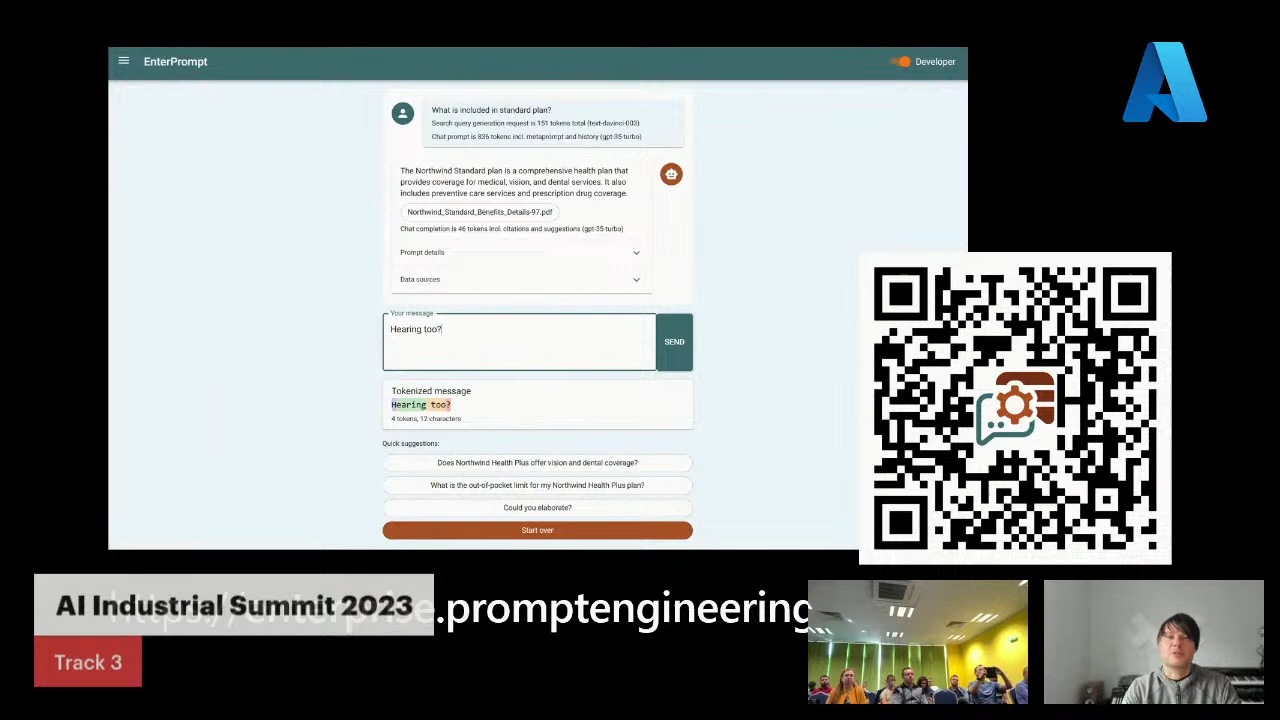 EnterPrompt
Developer
What is included in standard plan?
Search query generation request is 151 tokens total (text-davinci-003)
Chat prompt is 836 tokens incl. metaprompt and history (gpt-35-turbo)
The Northwind Standard plan is a comprehensive health plan that
provides coverage for medical, vision, and dental services. It also
includes preventive care services and prescription drug coverage.
Northwind_Standard_Benefits_Details-97.pdf
Chat completion is 46 tokens incl. citations and suggestions (gpt-35-turbo)
Prompt details
Data sources
Your message
Hearing too?
SEND
Tokenized message
Hearing too?
4 tokens, 12 characters
Quick suggestions:
Does Northwind Health Plus offer vision and dental coverage?
What is the out-of-pocket limit for my Northwind Health Plus plan?
Could you elaborate?
Start over
https://enterprise.promptengineering
AI Industrial Summit 2023
Track 3